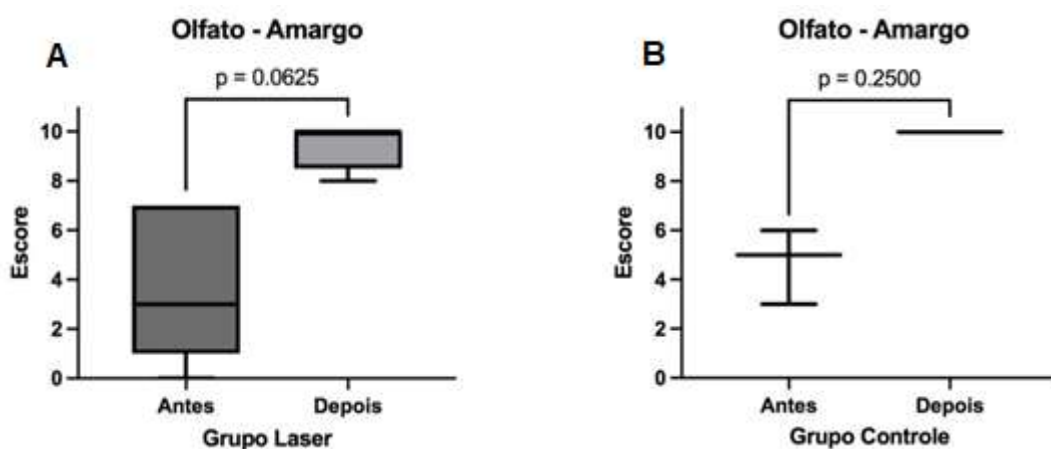 A
Olfato - Amargo
p = 0.0625
Escore
10
8
6
4
2
0
Antes
Depois
Grupo Laser
B
Olfato - Amargo
p = 0.2500
Escore
10
8
6
4
2
0
Antes
Depois
Grupo Controle